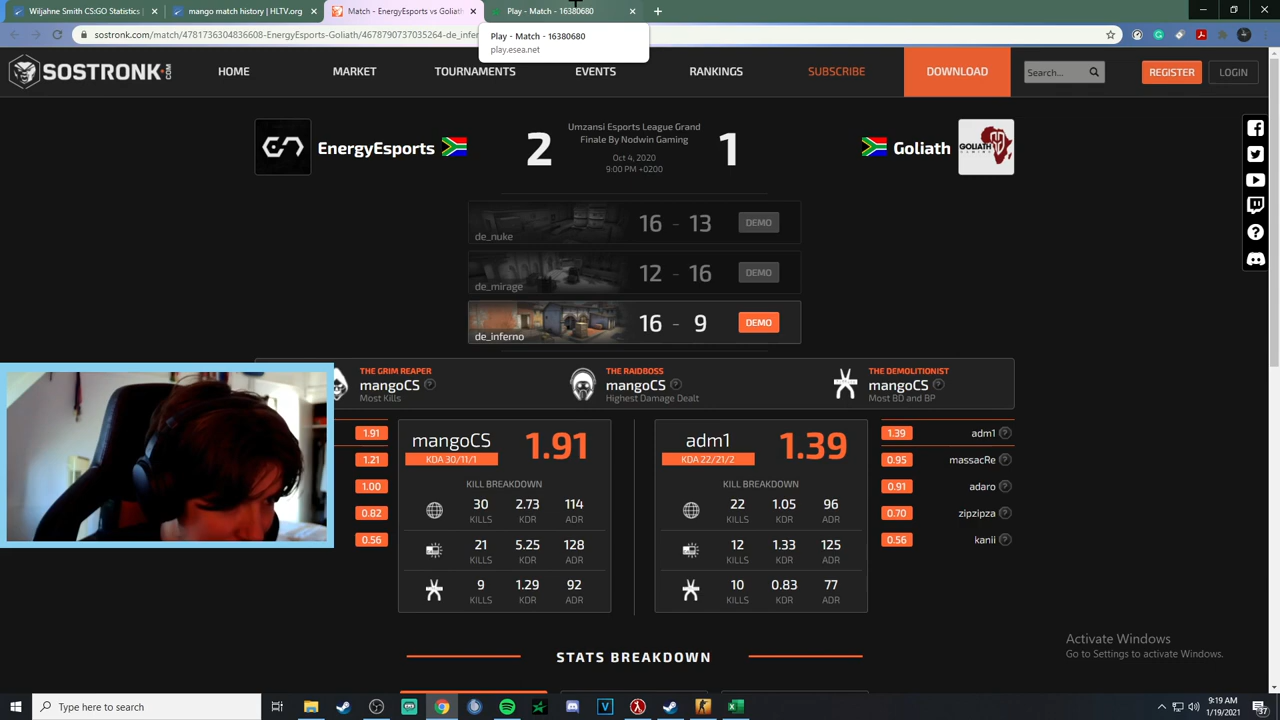 Wijahne Smith CS:GO Statistics |
mango match history | HLTV.org
Match - EnergyEsports vs Goliath
Play - Match - 16380680
Play - Match - 16380680
play.esea.net
sostronk.com/match/4781736304836608-EnergyEsports-Goliath/4678790737035264-de_infern
SOSTRONK.COM
HOME
MARKET
TOURNAMENTS
EVENTS
RANKINGS
SUBSCRIBE
DOWNLOAD
Search...
REGISTER
LOGIN
EnergyEsports
2
Umzansi Esports League Grand
Finale By Nodwin Gaming
Oct 4, 2020
9:00 PM +0200
1
Goliath
GOLIATH
16 - 13
DEMO
de_nuke
12 - 16
DEMO
de_mirage
16 - 9
DEMO
de_inferno
THE GRIM REAPER
mangoCS
Most Kills
THE RAIDBOSS
mangoCS
Highest Damage Dealt
THE DEMOLITIONIST
mangoCS
Most BD and BP
1.91
1.21
1.00
0.82
0.56
mangoCS
KDA 30/11/1
1.91
KILL BREAKDOWN
30 2.73 114
KILLS KDR ADR
21 5.25 128
KILLS KDR ADR
9 1.29 92
KILLS KDR ADR
adm1
KDA 22/21/2
1.39
KILL BREAKDOWN
22 1.05 96
KILLS KDR ADR
12 1.33 125
KILLS KDR ADR
10 0.83 77
KILLS KDR ADR
1.39 adm1
0.95 massacRe
0.91 adaro
0.70 zipzipza
0.56 kanii
STATS BREAKDOWN
Activate Windows
Go to Settings to activate Windows.
Type here to search
9:19 AM
1/19/2021
37